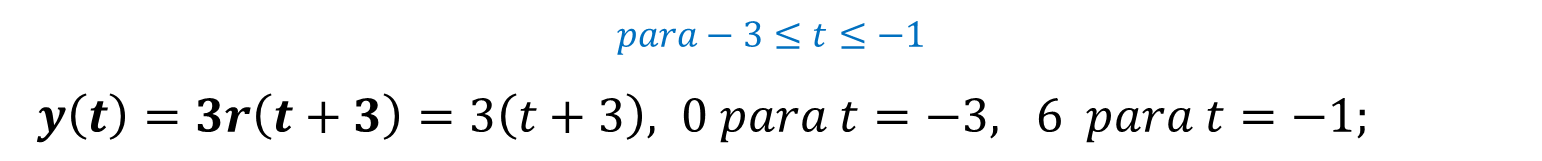 para − 3 ≤ t ≤ −1
y(t) = 3r(t + 3) = 3(t + 3), 0 para t = −3, 6 para t = −1;